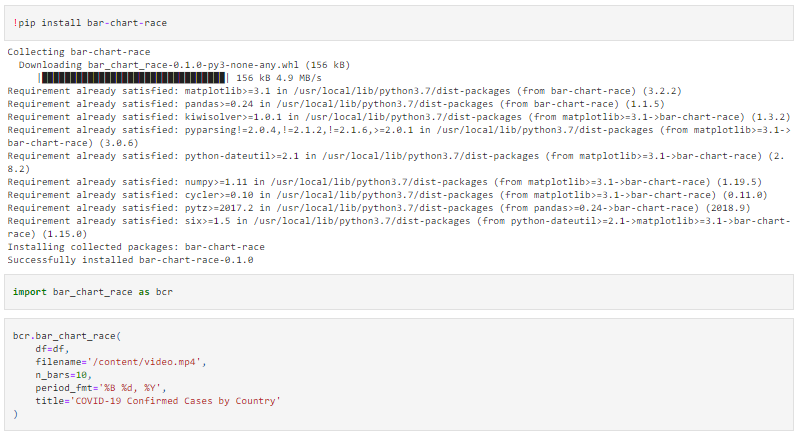 !pip install bar-chart-race
Collecting bar-chart-race
  Downloading bar_chart_race-0.1.0-py3-none-any.whl (156 kB)
     |████████████████████████████████| 156 kB 4.9 MB/s
Requirement already satisfied: matplotlib>=3.1 in /usr/local/lib/python3.7/dist-packages (from bar-chart-race) (3.2.2)
Requirement already satisfied: pandas>=0.24 in /usr/local/lib/python3.7/dist-packages (from bar-chart-race) (1.1.5)
Requirement already satisfied: kiwisolver>=1.0.1 in /usr/local/lib/python3.7/dist-packages (from matplotlib>=3.1->bar-chart-race) (1.3.2)
Requirement already satisfied: pyparsing!=2.0.4,!=2.1.2,!=2.1.6,>=2.0.1 in /usr/local/lib/python3.7/dist-packages (from matplotlib>=3.1->
bar-chart-race) (3.0.6)
Requirement already satisfied: python-dateutil>=2.1 in /usr/local/lib/python3.7/dist-packages (from matplotlib>=3.1->bar-chart-race) (2.
8.2)
Requirement already satisfied: numpy>=1.11 in /usr/local/lib/python3.7/dist-packages (from matplotlib>=3.1->bar-chart-race) (1.19.5)
Requirement already satisfied: cycler>=0.10 in /usr/local/lib/python3.7/dist-packages (from matplotlib>=3.1->bar-chart-race) (0.11.0)
Requirement already satisfied: pytz>=2017.2 in /usr/local/lib/python3.7/dist-packages (from pandas>=0.24->bar-chart-race) (2018.9)
Requirement already satisfied: six>=1.5 in /usr/local/lib/python3.7/dist-packages (from python-dateutil>=2.1->matplotlib>=3.1->bar-chart-
race) (1.15.0)
Installing collected packages: bar-chart-race
Successfully installed bar-chart-race-0.1.0
import bar_chart_race as bcr
bcr.bar_chart_race(
    df=df,
    filename='/content/video.mp4',
    n_bars=10,
    period_fmt='%B %d, %Y',
    title='COVID-19 Confirmed Cases by Country'
)